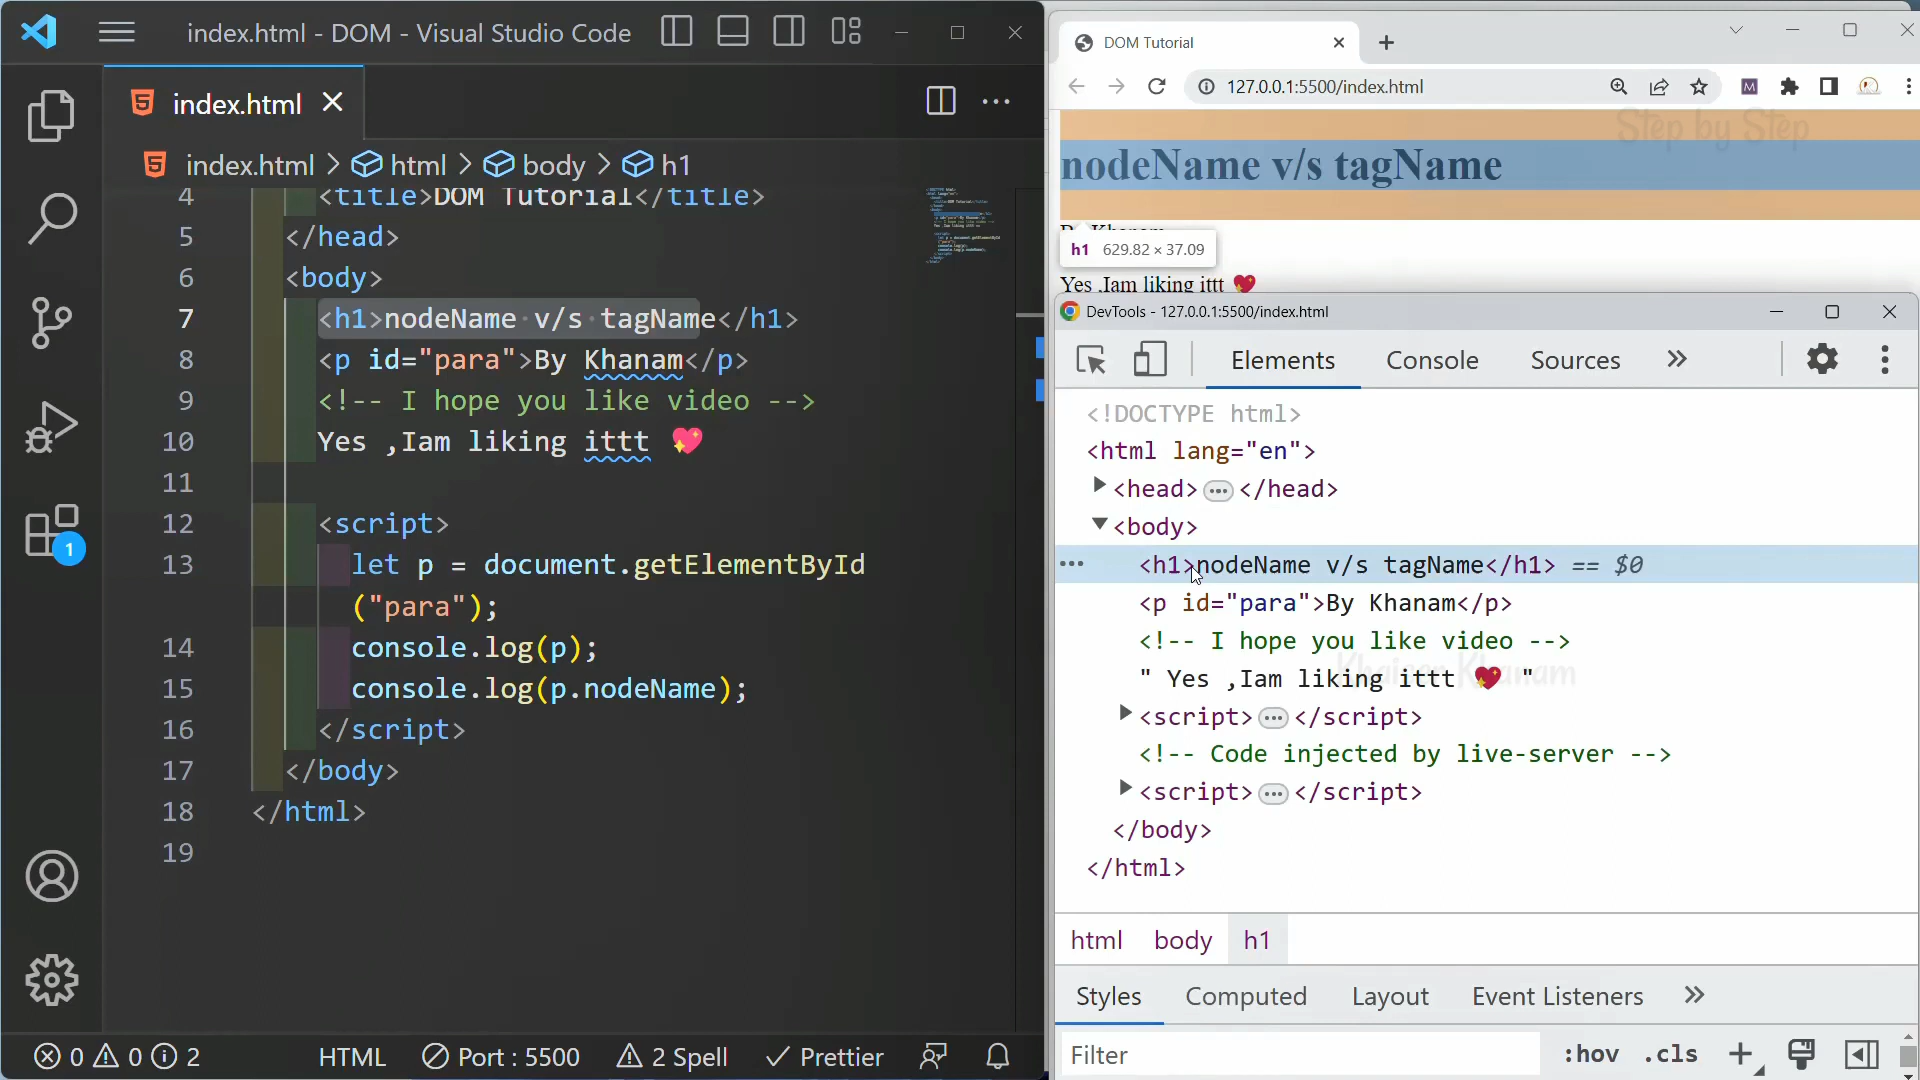 index.html - DOM - Visual Studio Code
index.html
index.html > html > body > h1
4 <title>DOM Tutorial</title>
5 </head>
6 <body>
7 <h1>nodeName v/s tagName</h1>
8 <p id="para">By Khanam</p>
9 <!-- I hope you like video -->
10 Yes ,Iam liking ittt 💖
11
12 <script>
13 let p = document.getElementById
("para");
14 console.log(p);
15 console.log(p.nodeName);
16 </script>
17 </body>
18 </html>
19
1
0 0 2 HTML Port : 5500 2 Spell Prettier
DOM Tutorial
127.0.0.1:5500/index.html
Step by Step
nodeName v/s tagName
h1 629.82 × 37.09
Yes ,Iam liking ittt 💖
DevTools - 127.0.0.1:5500/index.html
Elements Console Sources
<!DOCTYPE html>
<html lang="en">
<head> ••• </head>
<body>
••• <h1>nodeName v/s tagName</h1> == $0
<p id="para">By Khanam</p>
<!-- I hope you like video -->
" Yes ,Iam liking ittt 💖 "
<script> ••• </script>
<!-- Code injected by live-server -->
<script> ••• </script>
</body>
</html>
html body h1
Styles Computed Layout Event Listeners
Filter :hov .cls